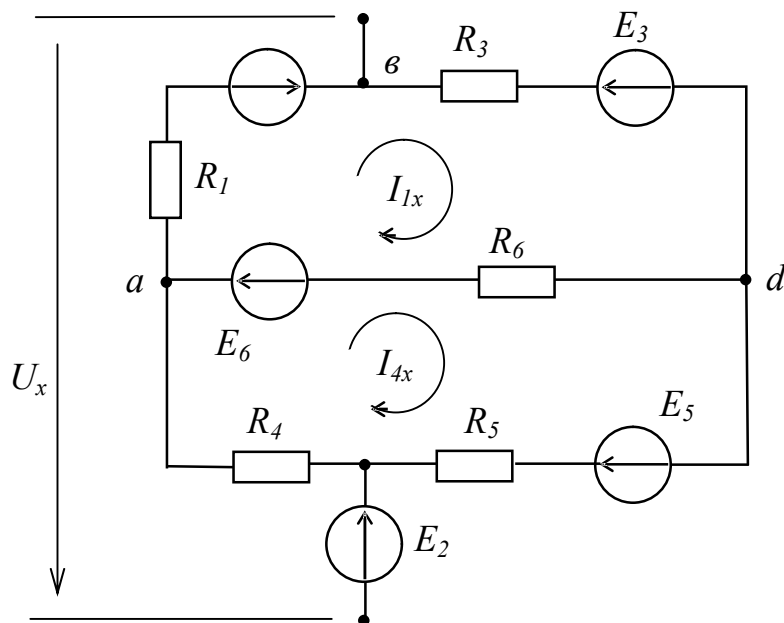 в
R₃
E₃
R₁
I₁ₓ
R₆
a
d
E₆
I₄ₓ
Uₓ
R₄
R₅
E₅
E₂